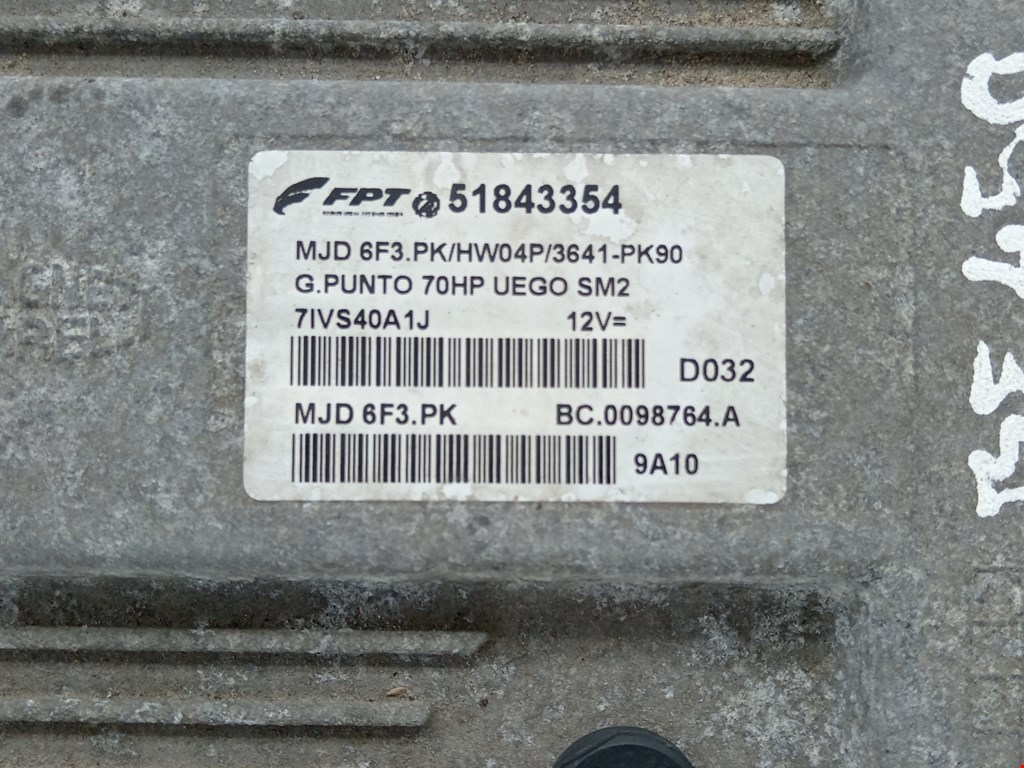 FPT 51843354
MJD 6F3.PK/HW04P/3641-PK90
G.PUNTO 70HP UEGO SM2
7IVS40A1J 12V=
D032
MJD 6F3.PK BC.0098764.A
9A10